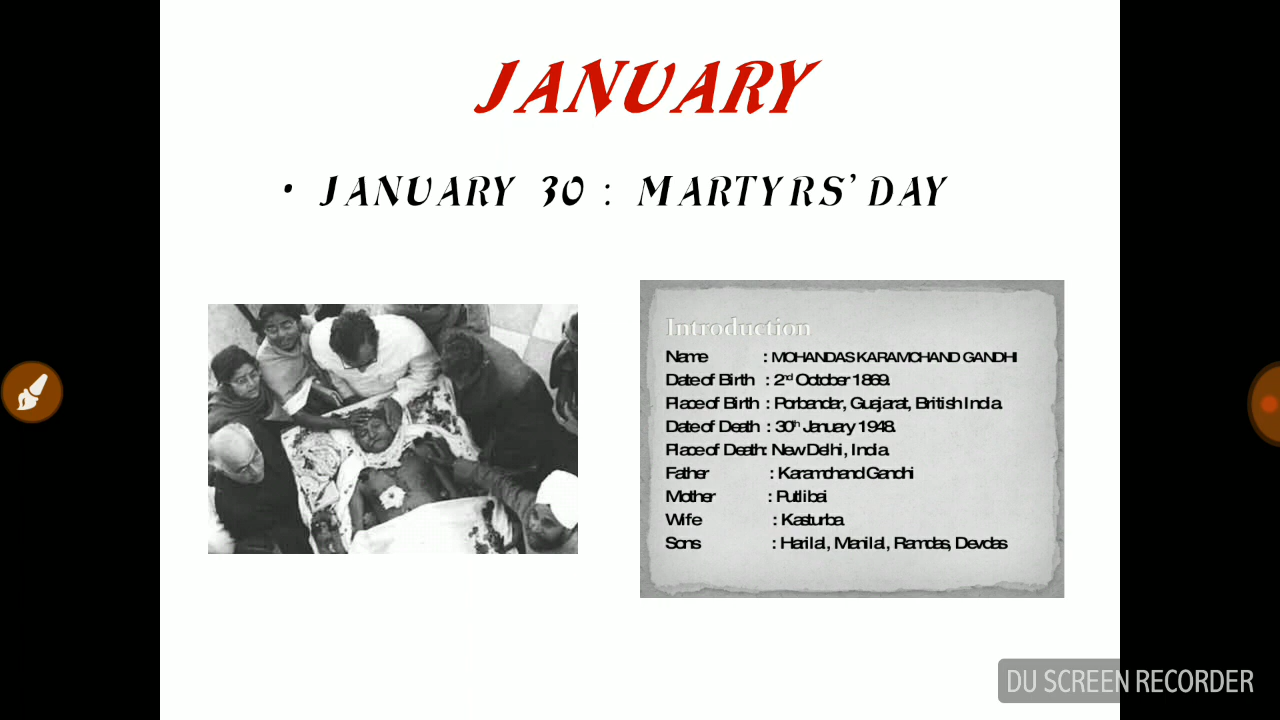 JANUARY
• JANUARY 30 : MARTYRS' DAY
Introduction
Name : MOHANDAS KARAMCHAND GANDHI
Date of Birth : 2nd October 1869.
Place of Birth : Porbandar, Guajarat, British India.
Date of Death : 30th January 1948.
Place of Death: New Delhi, India.
Father : Karamchand Gandhi
Mother : Putlibai
Wife : Kasturba
Sons : Harilal, Manilal, Ramdas, Devdas
DU SCREEN RECORDER